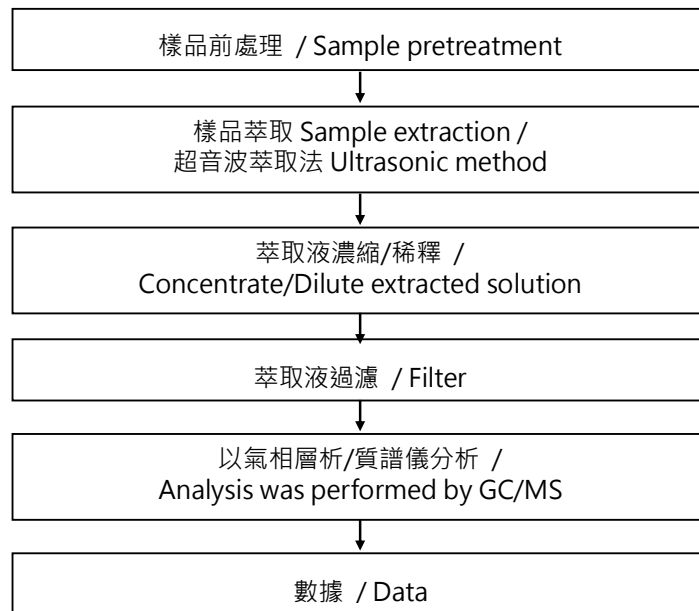 樣品前處理 / Sample pretreatment
樣品萃取 Sample extraction /
超音波萃取法 Ultrasonic method
萃取液濃縮/稀釋 /
Concentrate/Dilute extracted solution
萃取液過濾 / Filter
以氣相層析/質譜儀分析 /
Analysis was performed by GC/MS
數據 / Data